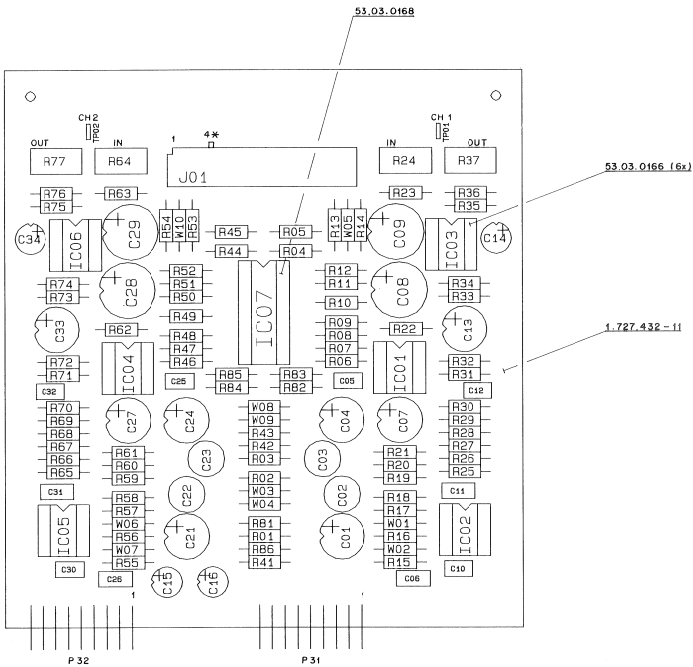 53.03.0168
CH 2
TP02
CH 1
TP01
OUT
IN
1
4*
IN
OUT
R77
R64
J01
R24
R37
53.03.0166 (6x)
R76
R63
R23
R36
R75
R35
C34
IC06
C29
R54
W10
R53
R45
R05
R13
W05
R14
C09
IC03
C14
R44
R04
R74
R73
C28
R52
R51
R50
IC07
R12
R11
R10
C08
R34
R33
C33
R62
R49
R48
R47
R46
R09
R08
R07
R06
R22
C13
1.727.432-11
R72
R71
IC04
C25
R85
R84
R83
R82
C05
IC01
R32
R31
C32
C12
R70
R69
R68
R67
R66
R65
C27
C24
W08
W09
R43
R42
R03
C04
C07
R30
R29
R28
R27
R26
R25
R61
R60
R59
C23
C03
R21
R20
R19
C31
C22
R02
W03
W04
C02
C11
IC05
R58
R57
W06
R56
W07
R55
C21
R81
R01
R86
R41
C01
R18
R17
W01
R16
W02
R15
IC02
C30
C26
C15
C16
C06
C10
1
1
P32
P31